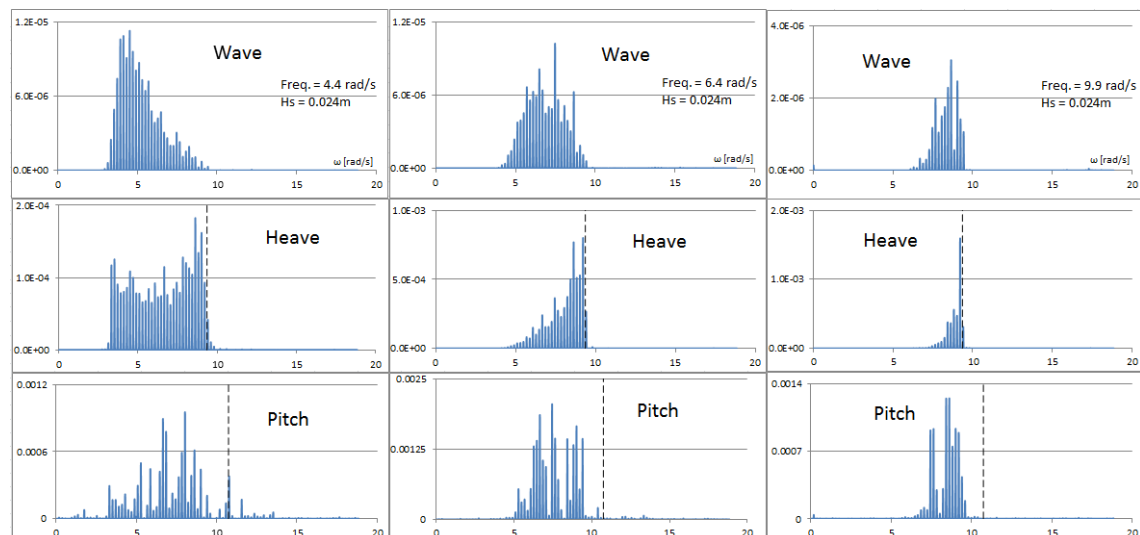 1.2E-05
Wave
Freq. = 4.4 rad/s
Hs = 0.024m
6.0E-06
ω [rad/s]
0.0E+00
0 5 10 15 20
1.2E-05
Wave
Freq. = 6.4 rad/s
Hs = 0.024m
6.0E-06
ω [rad/s]
0.0E+00
0 5 10 15 20
4.0E-06
Wave
Freq. = 9.9 rad/s
Hs = 0.024m
2.0E-06
ω [rad/s]
0.0E+00
0 5 10 15 20
2.0E-04
Heave
1.0E-04
0.0E+00
0 5 10 15 20
1.0E-03
Heave
5.0E-04
0.0E+00
0 5 10 15 20
2.0E-03
Heave
1.0E-03
0.0E+00
0 5 10 15 20
0.0012
Pitch
0.0006
0
0 5 10 15 20
0.0025
Pitch
0.00125
0
0 5 10 15 20
0.0014
Pitch
0.0007
0
0 5 10 15 20